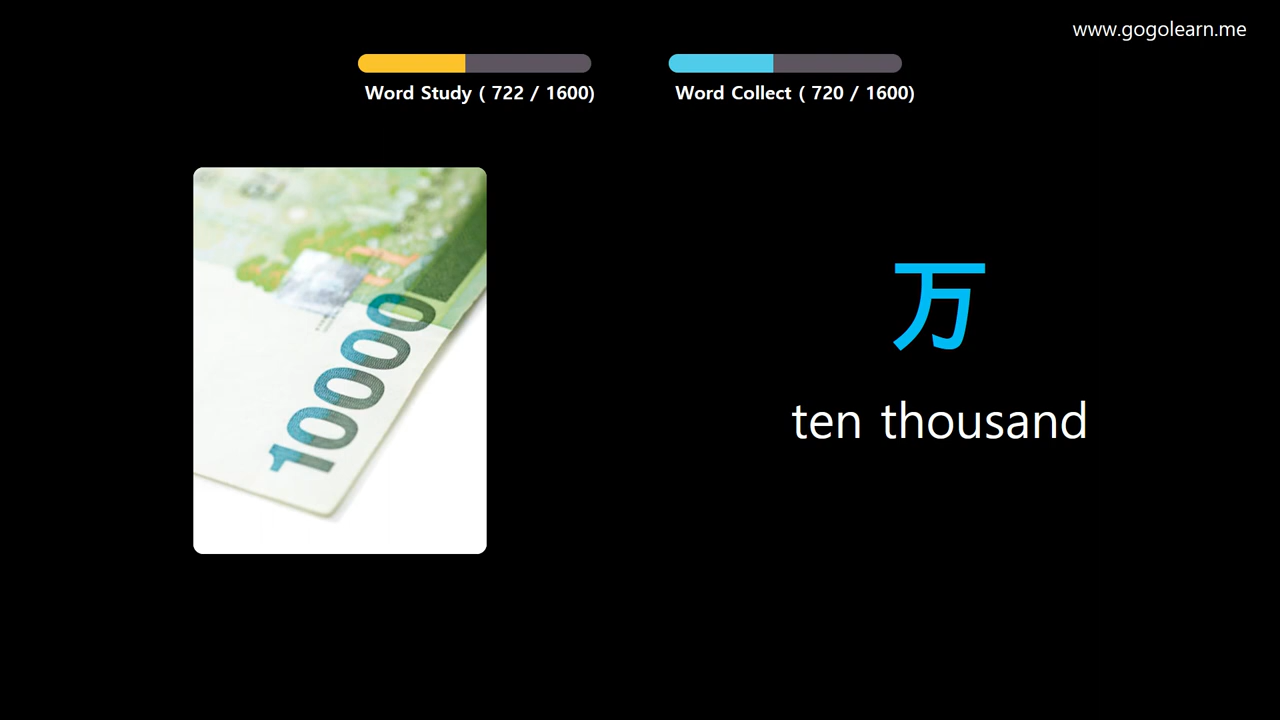 www.gogolearn.me
Word Study ( 722 / 1600)
Word Collect ( 720 / 1600)
10000
万
ten thousand